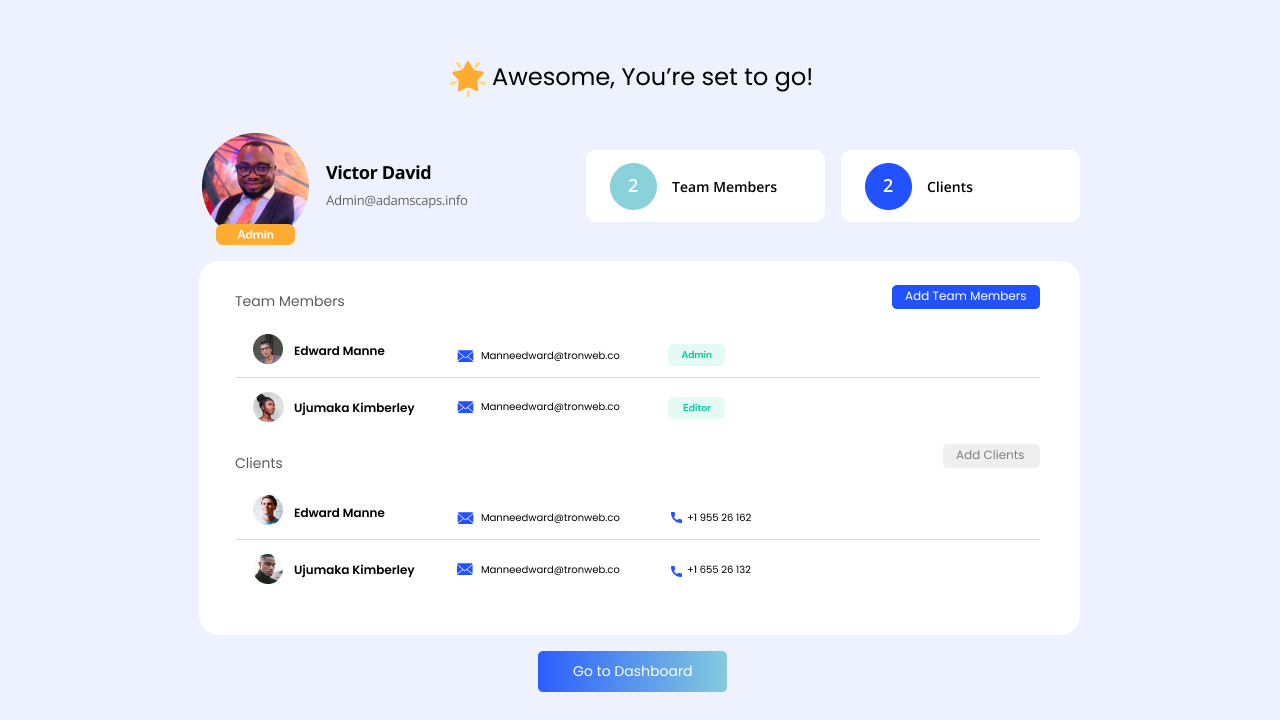 Awesome, You’re set to go!
Victor David
Admin@adamscaps.info
Admin
2 Team Members
2 Clients
Team Members
Add Team Members
Edward Manne Manneedward@tronweb.co Admin
Ujumaka Kimberley Manneedward@tronweb.co Editor
Clients
Add Clients
Edward Manne Manneedward@tronweb.co +1 955 26 162
Ujumaka Kimberley Manneedward@tronweb.co +1 655 26 132
Go to Dashboard